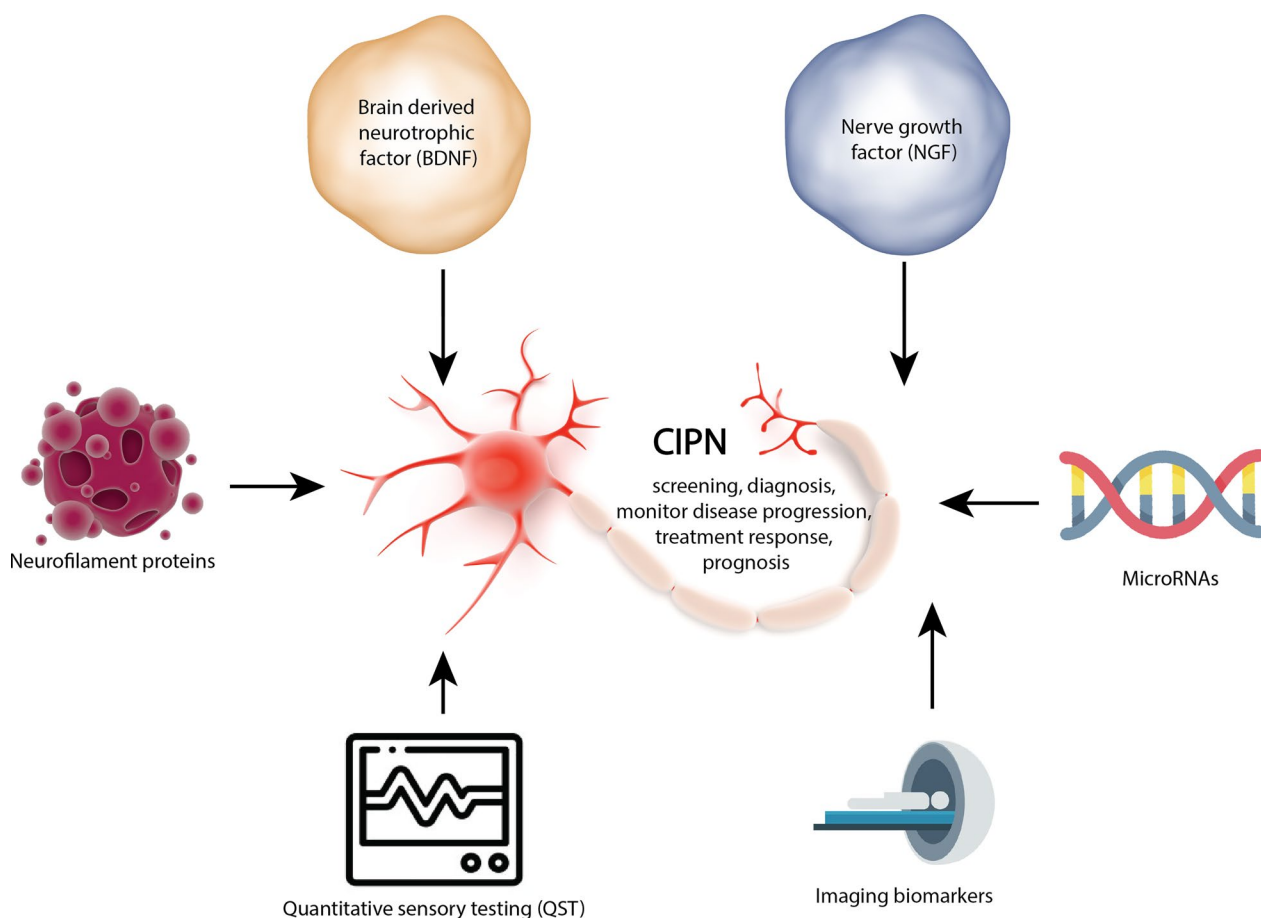 Brain derived
neurotrophic
factor (BDNF)
Nerve growth
factor (NGF)
CIPN
screening, diagnosis,
monitor disease progression,
treatment response,
prognosis
Neurofilament proteins
MicroRNAs
Quantitative sensory testing (QST)
Imaging biomarkers